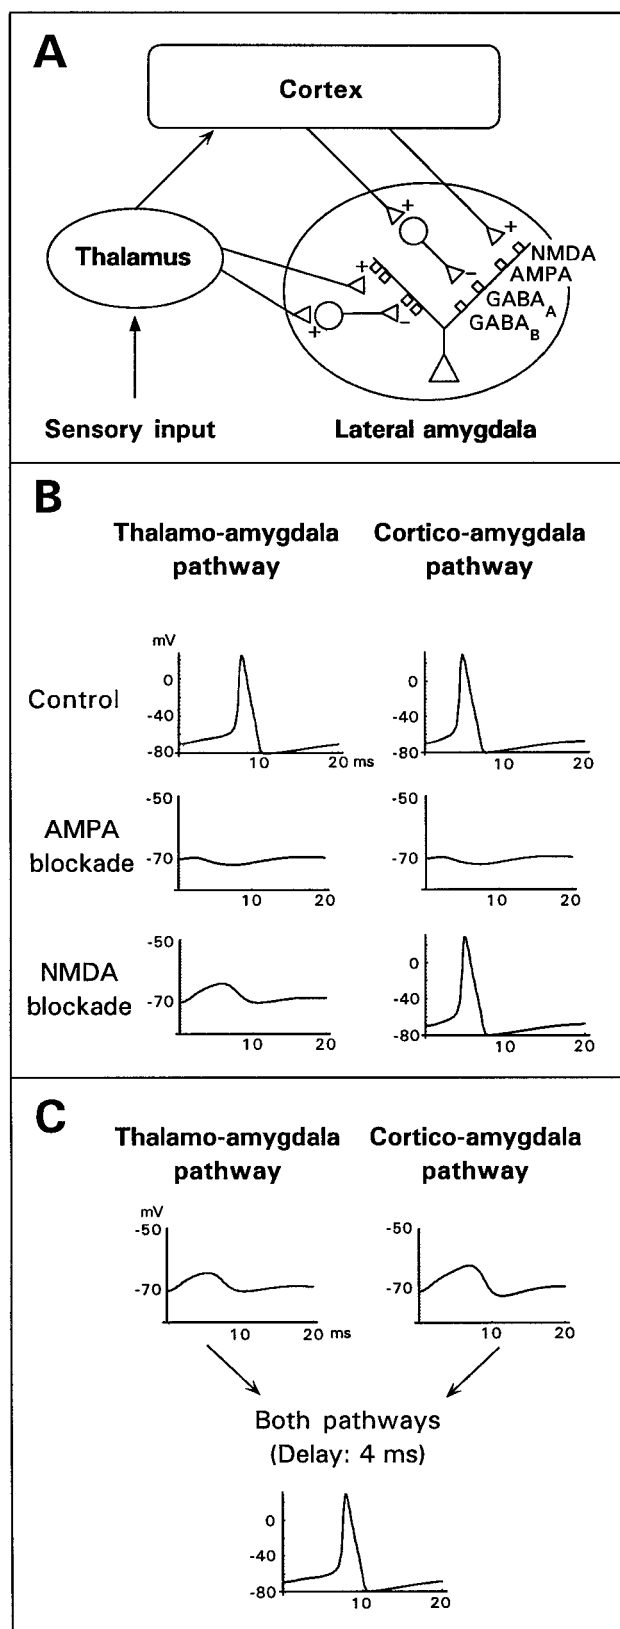 A
Cortex
Thalamus
+
+
+
+
−
−
NMDA
AMPA
GABA_A
GABA_B
Sensory input
Lateral amygdala
B
Thalamo-amygdala pathway
Cortico-amygdala pathway
mV
Control
0
-40
-80
10
20 ms
0
-40
-80
10
20
AMPA blockade
-50
-70
10
20
-50
-70
10
20
NMDA blockade
-50
-70
10
20
0
-40
-80
10
20
C
Thalamo-amygdala pathway
Cortico-amygdala pathway
mV
-50
-70
10
20 ms
-50
-70
10
20
Both pathways
(Delay: 4 ms)
0
-40
-80
10
20